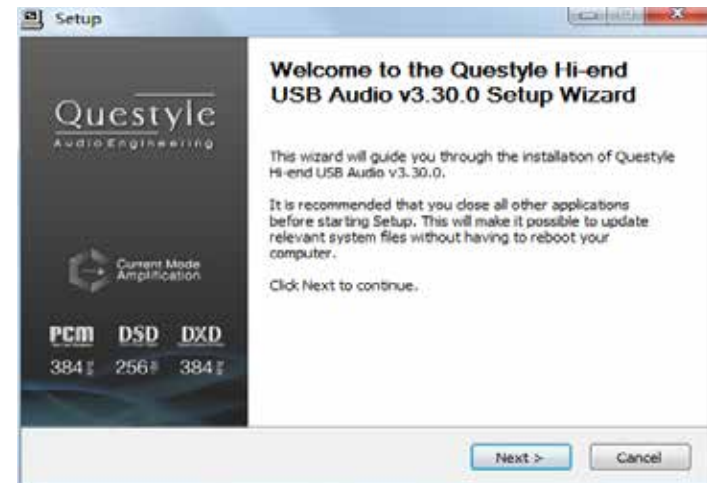 Setup
Questyle
Audio Engineering
Current Mode
Amplification
PCM DSD DXD
384 256 384
Welcome to the Questyle Hi-end
USB Audio v3.30.0 Setup Wizard
This wizard will guide you through the installation of Questyle
Hi-end USB Audio v3.30.0.
It is recommended that you close all other applications
before starting Setup. This will make it possible to update
relevant system files without having to reboot your
computer.
Click Next to continue.
Next >
Cancel